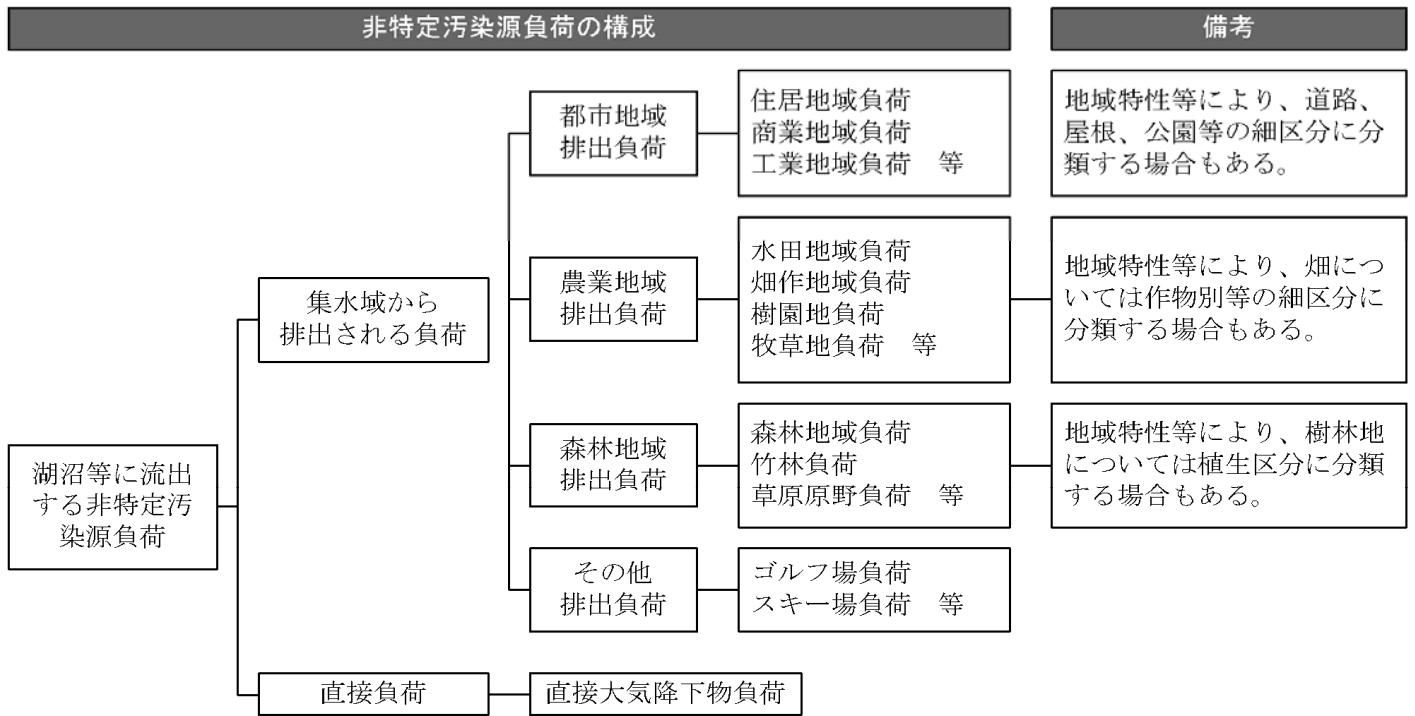 非特定汚染源負荷の構成
備考
都市地域
排出負荷
住居地域負荷
商業地域負荷
工業地域負荷　等
地域特性等により、道路、
屋根、公園等の細区分に分
類する場合もある。
集水域から
排出される負荷
農業地域
排出負荷
水田地域負荷
畑作地域負荷
樹園地負荷
牧草地負荷　等
地域特性等により、畑につ
いては作物別等の細区分に
分類する場合もある。
湖沼等に流出
する非特定汚
染源負荷
森林地域
排出負荷
森林地域負荷
竹林負荷
草原原野負荷　等
地域特性等により、樹林地
については植生区分に分類
する場合もある。
その他
排出負荷
ゴルフ場負荷
スキー場負荷　等
直接負荷
直接大気降下物負荷